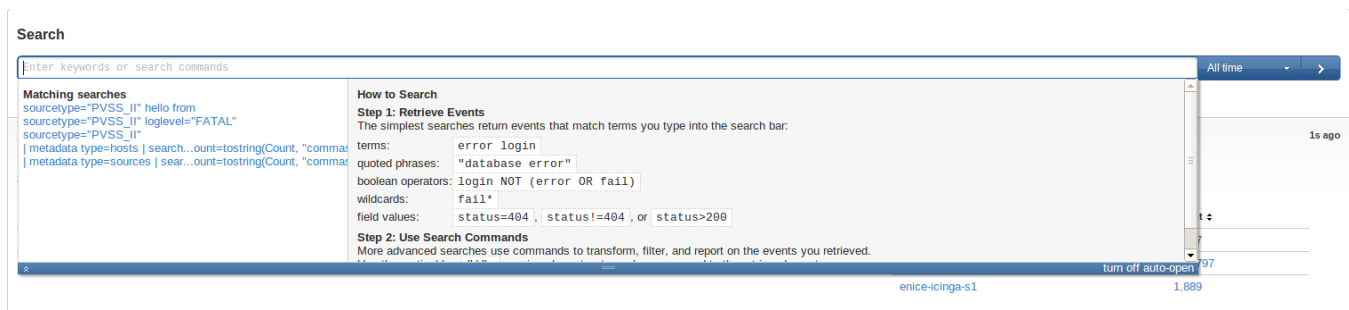 Search
Enter keywords or search commands
All time
Matching searches
sourcetype="PVSS_II" hello from
sourcetype="PVSS_II" loglevel="FATAL"
sourcetype="PVSS_II"
| metadata type=hosts | search...ount=tostring(Count, "commas
| metadata type=sources | sear...ount=tostring(Count, "commas
How to Search
Step 1: Retrieve Events
The simplest searches return events that match terms you type into the search bar:
terms: error login
quoted phrases: "database error"
boolean operators: login NOT (error OR fail)
wildcards: fail*
field values: status=404 , status!=404 , or status>200
Step 2: Use Search Commands
More advanced searches use commands to transform, filter, and report on the events you retrieved.
turn off auto-open
1s ago
t
7
797
enice-icinga-s1 1,889